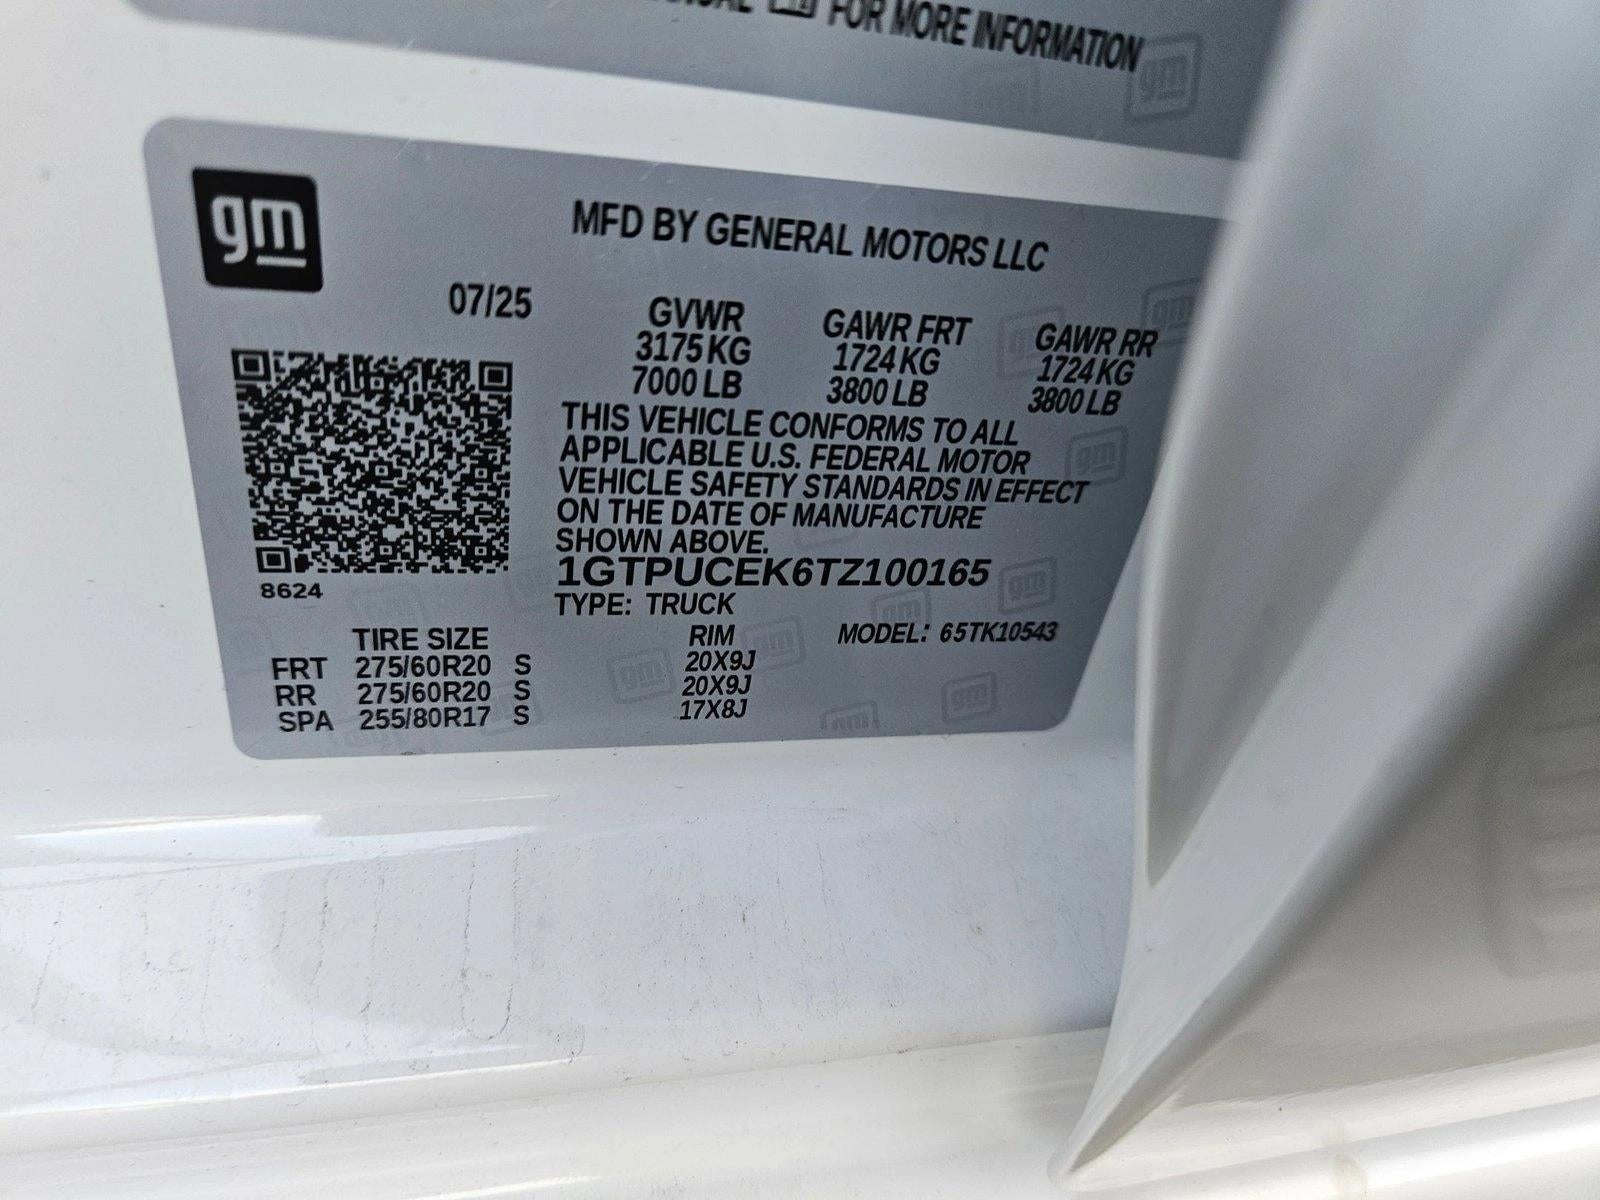 FOR MORE INFORMATION
gm
MFD BY GENERAL MOTORS LLC
07/25
GVWR GAWR FRT GAWR RR
3175 KG 1724 KG 1724 KG
7000 LB 3800 LB 3800 LB
THIS VEHICLE CONFORMS TO ALL
APPLICABLE U.S. FEDERAL MOTOR
VEHICLE SAFETY STANDARDS IN EFFECT
ON THE DATE OF MANUFACTURE
SHOWN ABOVE.
1GTPUCEK6TZ100165
8624
TYPE: TRUCK
TIRE SIZE RIM MODEL: 65TK10543
FRT 275/60R20 S 20X9J
RR 275/60R20 S 20X9J
SPA 255/80R17 S 17X8J